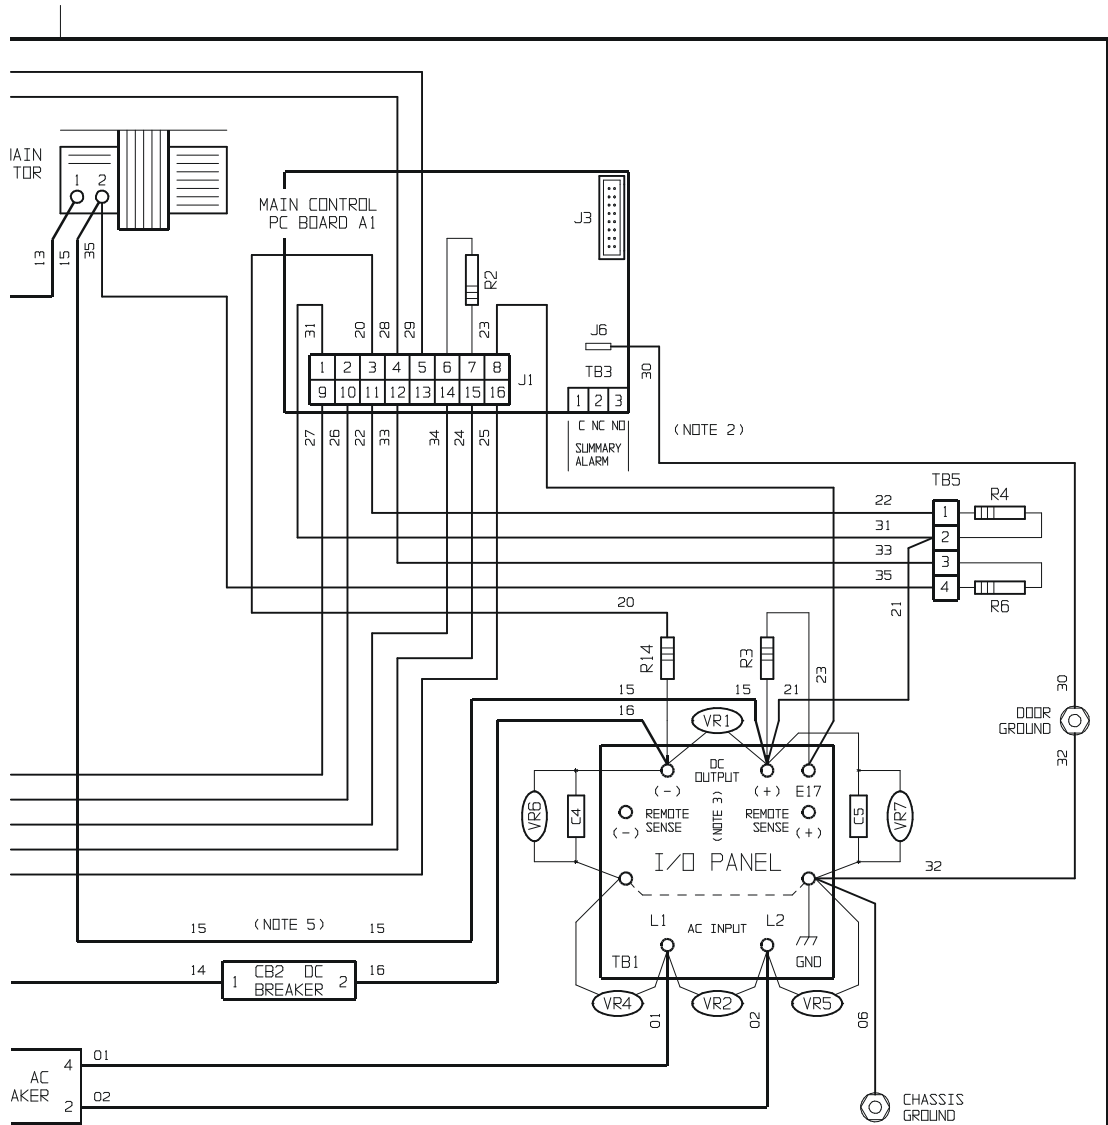 IAIN
TOR
1 2
13
15
35
MAIN CONTROL
PC BOARD A1
J3
R2
31
20
28
29
23
J6
TB3
30
1 2 3 4 5 6 7 8
9 10 11 12 13 14 15 16
J1
1 2 3
C NC NO
SUMMARY
ALARM
27
26
22
33
34
24
25
(NOTE 2)
TB5
22
1
R4
31
2
33
3
35
4
R6
21
20
R14
R3
23
30
15
15
21
16
VR1
DOOR
GROUND
32
DC
OUTPUT
(-)
(+)
E17
(NOTE 3)
VR6
C4
REMOTE
SENSE
(-)
REMOTE
SENSE
(+)
C5
VR7
I/O PANEL
32
15
(NOTE 5)
15
L1
L2
AC INPUT
TB1
GND
14
1
CB2 DC
BREAKER
2
16
VR4
VR2
VR5
01
02
06
01
4
AC
AKER
2
02
CHASSIS
GROUND